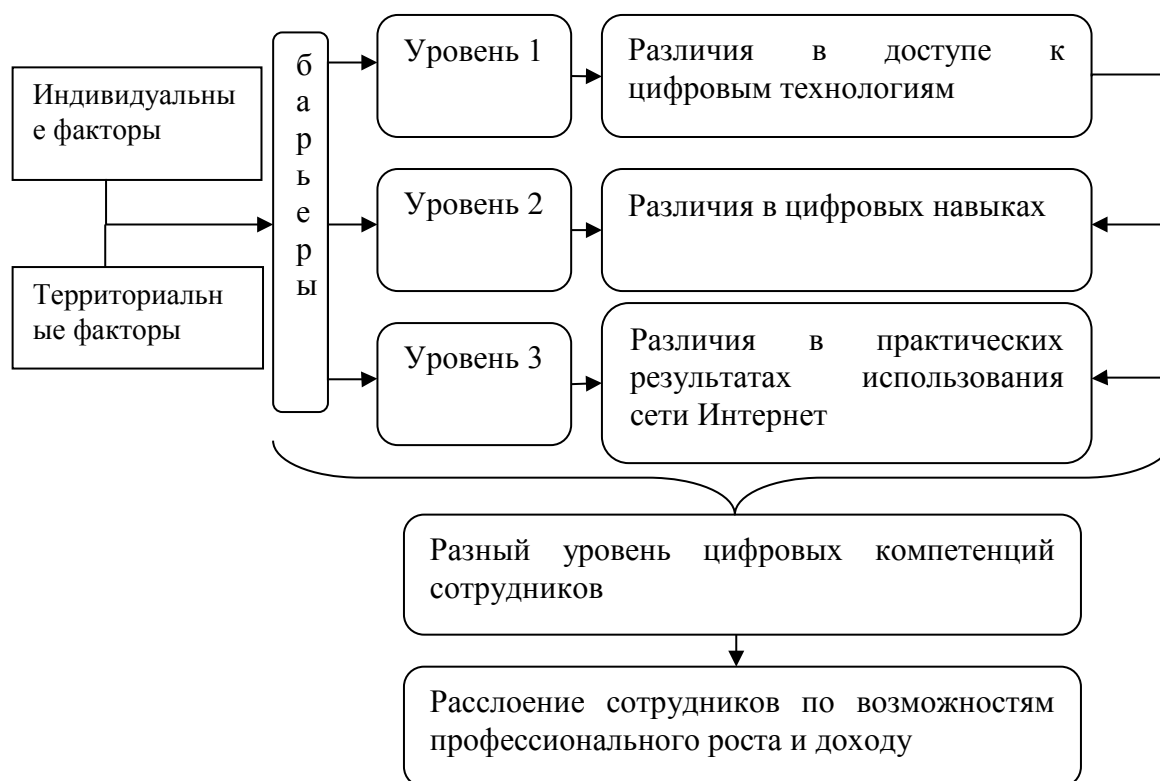 Индивидуальны
е факторы
Территориальн
ые факторы
б
а
р
ь
е
р
ы
Уровень 1
Различия в доступе к
цифровым технологиям
Уровень 2
Различия в цифровых навыках
Уровень 3
Различия в практических
результатах использования
сети Интернет
Разный уровень цифровых компетенций
сотрудников
Расслоение сотрудников по возможностям
профессионального роста и доходу